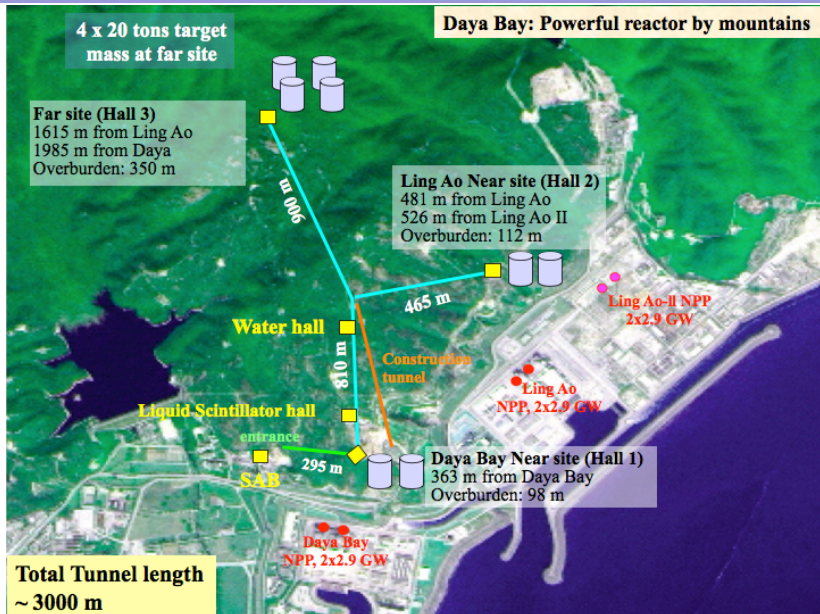 4 x 20 tons target
mass at far site
Daya Bay: Powerful reactor by mountains
Far site (Hall 3)
1615 m from Ling Ao
1985 m from Daya
Overburden: 350 m
900 m
Ling Ao Near site (Hall 2)
481 m from Ling Ao
526 m from Ling Ao II
Overburden: 112 m
465 m
Ling Ao-ll NPP
2x2.9 GW
Water hall
810 m
Construction
tunnel
Ling Ao
NPP, 2x2.9 GW
Liquid Scintillator hall
entrance
295 m
SAB
Daya Bay Near site (Hall 1)
363 m from Daya Bay
Overburden: 98 m
Daya Bay
NPP, 2x2.9 GW
Total Tunnel length
~ 3000 m